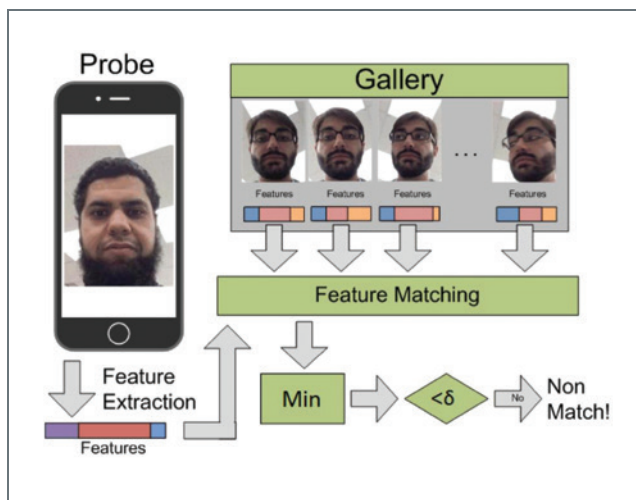 Probe
Gallery
...
Features
Features
Features
Features
Feature Matching
Feature
Extraction
Features
Min
<δ
No
Non
Match!